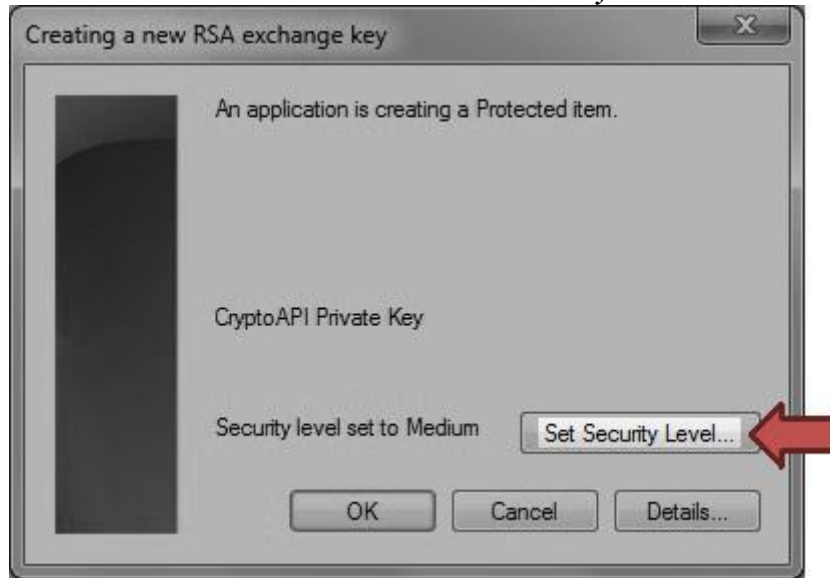 Creating a new RSA exchange key
An application is creating a Protected item.
CryptoAPI Private Key
Security level set to Medium
Set Security Level...
OK
Cancel
Details...